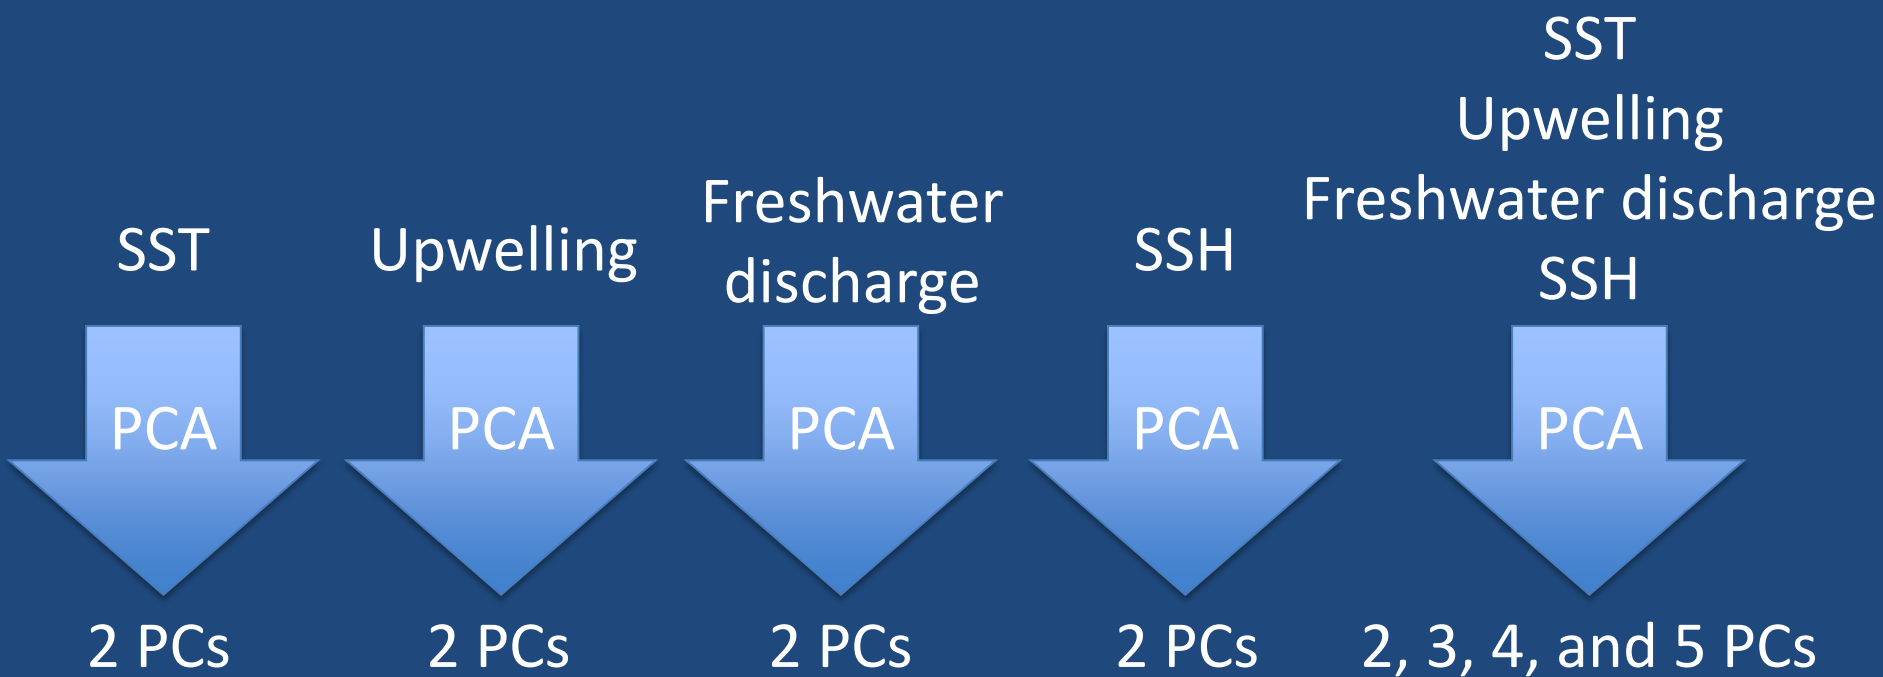 SST
Upwelling
Freshwater
discharge
SSH
SST
Upwelling
Freshwater discharge
SSH
PCA
PCA
PCA
PCA
PCA
2 PCs
2 PCs
2 PCs
2 PCs
2, 3, 4, and 5 PCs